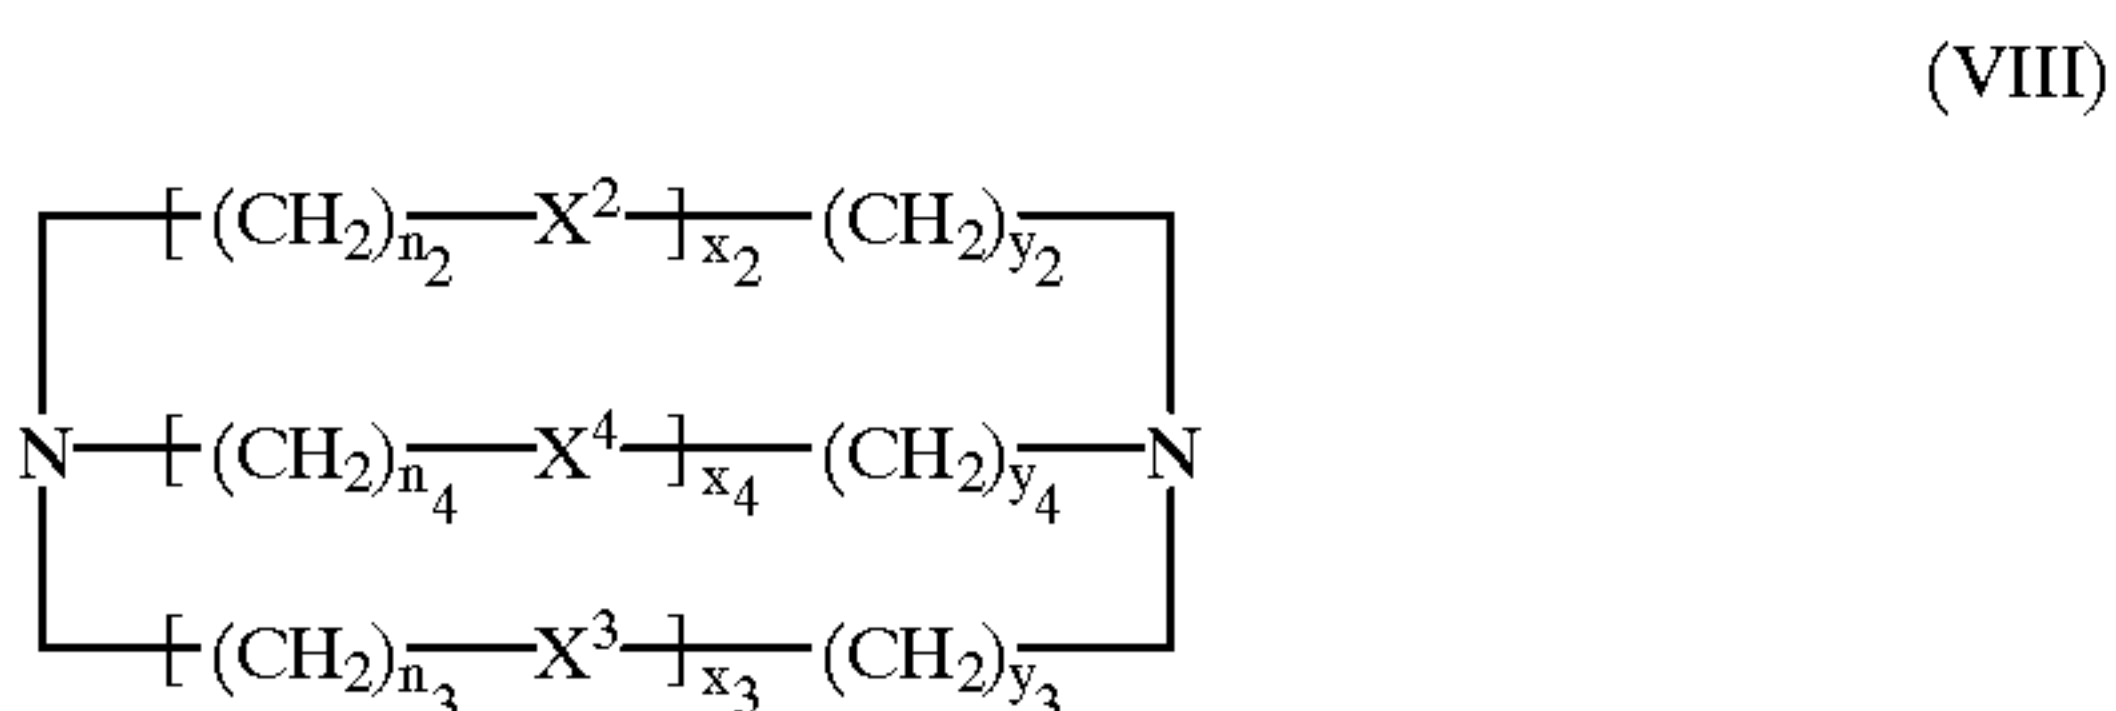 (VIII)
[(CH₂)n₂—X²]x₂—(CH₂)y₂
N—[(CH₂)n₄—X⁴]x₄—(CH₂)y₄—N
[(CH₂)n₃—X³]x₃—(CH₂)y₃